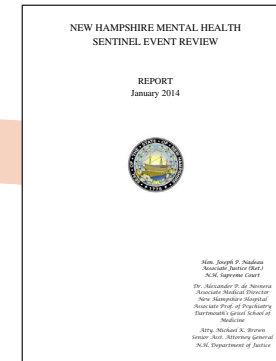 NEW HAMPSHIRE MENTAL HEALTH
SENTINEL EVENT REVIEW
REPORT
January 2014
Hon. Joseph P. Nadeau
Associate Justice (Ret.)
N.H. Supreme Court
Dr. Alexander P. de Nesnera
Associate Medical Director
New Hampshire Hospital
Associate Prof. of Psychiatry
Dartmouth's Geisel School of
Medicine
Atty. Michael K. Brown
Senior Asst. Attorney General
N.H. Department of Justice